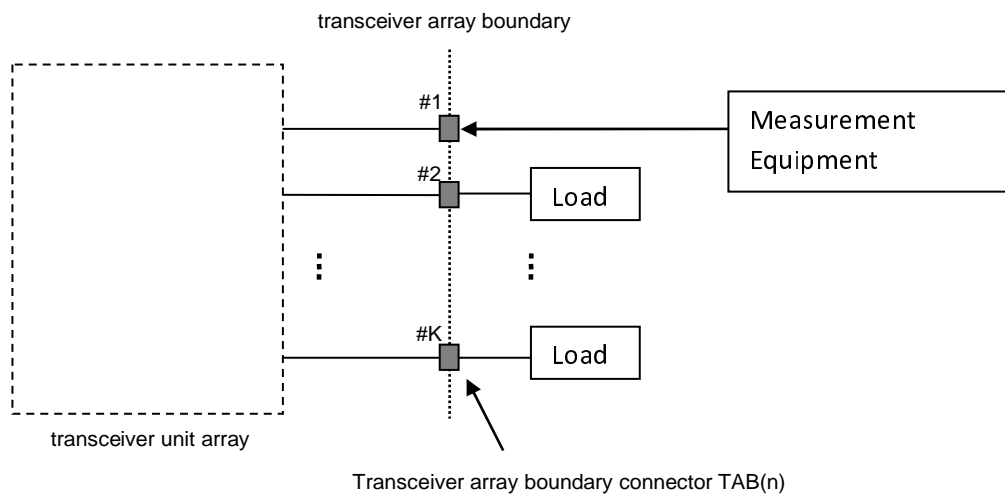 transceiver array boundary
#1
Measurement
Equipment
#2
Load
#K
Load
transceiver unit array
Transceiver array boundary connector TAB(n)